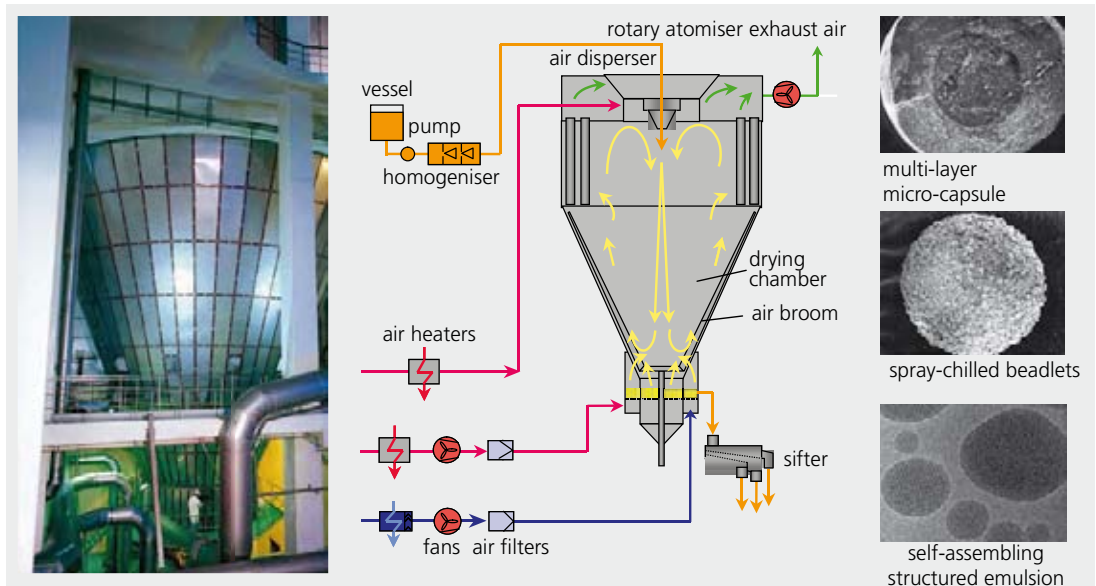 rotary atomiser exhaust air
air disperser
vessel
pump
homogeniser
multi-layer
micro-capsule
drying
chamber
air broom
air heaters
spray-chilled beadlets
sifter
fans
air filters
self-assembling
structured emulsion